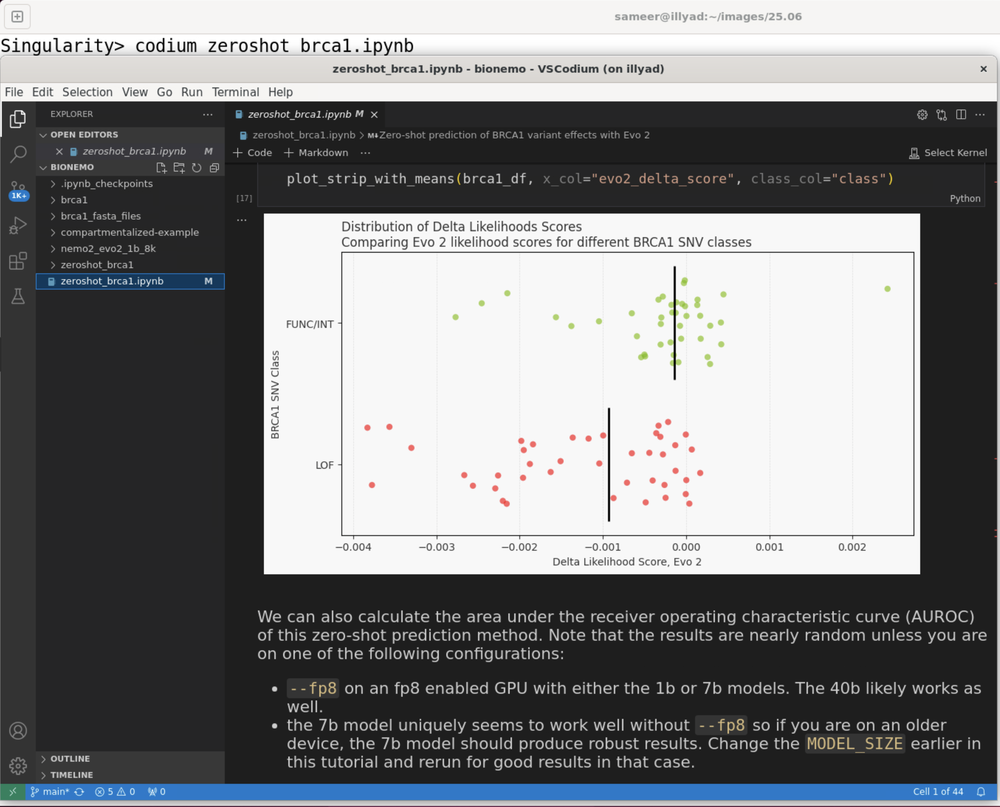 sameer@illyad:~/images/25.06
Singularity> codium zeroshot brca1.ipynb
zeroshot_brca1.ipynb - bionemo - VSCodium (on illyad)
File Edit Selection View Go Run Terminal Help
EXPLORER
OPEN EDITORS
zeroshot_brca1.ipynb M
BIONEMO
.ipynb_checkpoints
brca1
brca1_fasta_files
compartmentalized-example
nemo2_evo2_1b_8k
zeroshot_brca1
zeroshot_brca1.ipynb M
1K+
OUTLINE
TIMELINE
zeroshot_brca1.ipynb M
zeroshot_brca1.ipynb > M Zero-shot prediction of BRCA1 variant effects with Evo 2
+ Code + Markdown ... Select Kernel
plot_strip_with_means(brca1_df, x_col="evo2_delta_score", class_col="class")
[17] Python
Distribution of Delta Likelihoods Scores
Comparing Evo 2 likelihood scores for different BRCA1 SNV classes
BRCA1 SNV Class
FUNC/INT
LOF
−0.004 −0.003 −0.002 −0.001 0.000 0.001 0.002
Delta Likelihood Score, Evo 2
We can also calculate the area under the receiver operating characteristic curve (AUROC)
of this zero-shot prediction method. Note that the results are nearly random unless you are
on one of the following configurations:
• --fp8 on an fp8 enabled GPU with either the 1b or 7b models. The 40b likely works as
well.
• the 7b model uniquely seems to work well without --fp8 so if you are on an older
device, the 7b model should produce robust results. Change the MODEL_SIZE earlier in
this tutorial and rerun for good results in that case.
main* 5 0 0 Cell 1 of 44